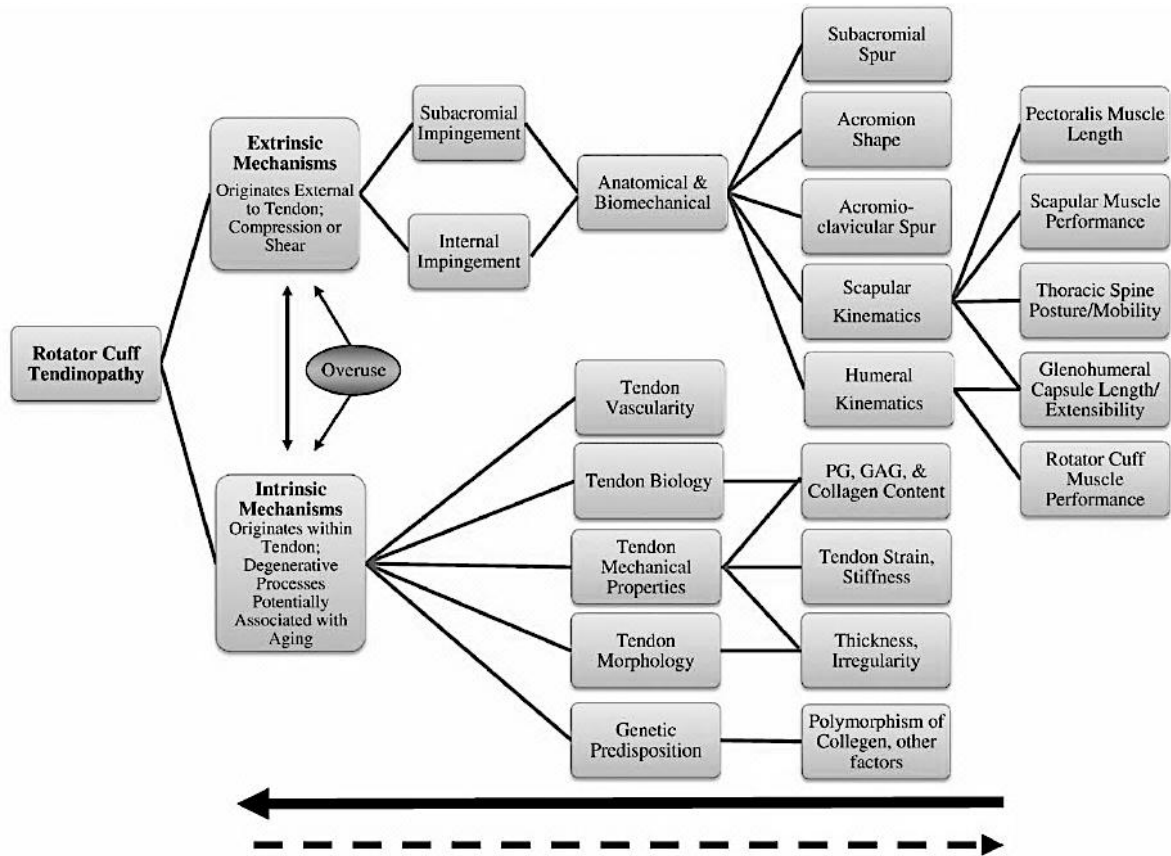 Rotator Cuff
Tendinopathy
Extrinsic
Mechanisms
Originates External
to Tendon;
Compression or
Shear
Overuse
Intrinsic
Mechanisms
Originates within
Tendon;
Degenerative
Processes
Potentially
Associated with
Aging
Subacromial
Impingement
Internal
Impingement
Anatomical &
Biomechanical
Subacromial
Spur
Acromion
Shape
Acromio-
clavicular Spur
Scapular
Kinematics
Humeral
Kinematics
Pectoralis Muscle
Length
Scapular Muscle
Performance
Thoracic Spine
Posture/Mobility
Glenohumeral
Capsule Length/
Extensibility
Rotator Cuff
Muscle
Performance
Tendon
Vascularity
Tendon Biology
Tendon
Mechanical
Properties
Tendon
Morphology
Genetic
Predisposition
PG, GAG, &
Collagen Content
Tendon Strain,
Stiffness
Thickness,
Irregularity
Polymorphism of
Collegen, other
factors